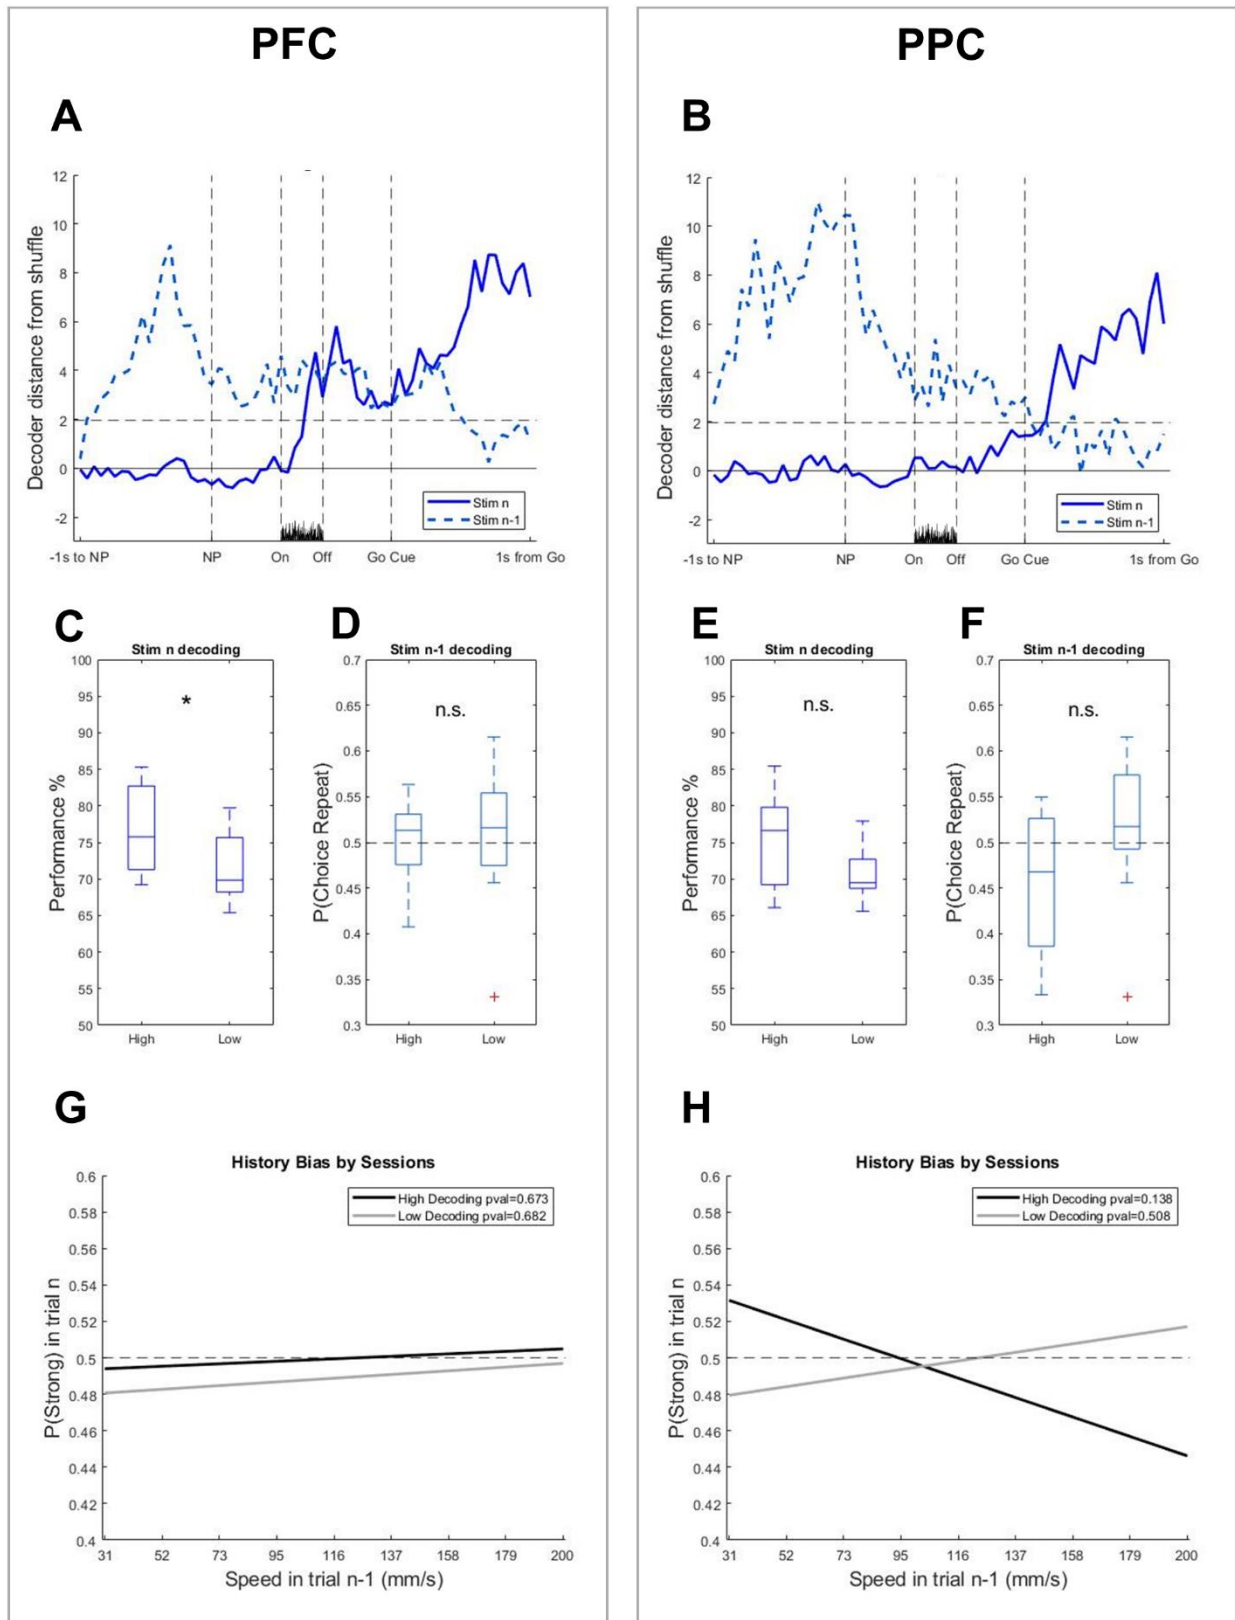 PFC
PPC
A
B
Decoder distance from shuffle
12
10
8
6
4
2
0
-2
Stim n
Stim n-1
-1s to NP NP On Off Go Cue 1s from Go
Decoder distance from shuffle
12
10
8
6
4
2
0
-2
Stim n
Stim n-1
-1s to NP NP On Off Go Cue 1s from Go
C
Stim n decoding
Performance %
100
95
90
85
80
75
70
65
60
55
50
*
High Low
D
Stim n-1 decoding
P(Choice Repeat)
0.7
0.65
0.6
0.55
0.5
0.45
0.4
0.35
0.3
n.s.
High Low
E
Stim n decoding
Performance %
100
95
90
85
80
75
70
65
60
55
50
n.s.
High Low
F
Stim n-1 decoding
P(Choice Repeat)
0.7
0.65
0.6
0.55
0.5
0.45
0.4
0.35
0.3
n.s.
High Low
G
History Bias by Sessions
High Decoding pval=0.673
Low Decoding pval=0.682
P(Strong) in trial n
0.6
0.58
0.56
0.54
0.52
0.5
0.48
0.46
0.44
0.42
0.4
31 52 73 95 116 137 158 179 200
Speed in trial n-1 (mm/s)
H
History Bias by Sessions
High Decoding pval=0.138
Low Decoding pval=0.508
P(Strong) in trial n
0.6
0.58
0.56
0.54
0.52
0.5
0.48
0.46
0.44
0.42
0.4
31 52 73 95 116 137 158 179 200
Speed in trial n-1 (mm/s)